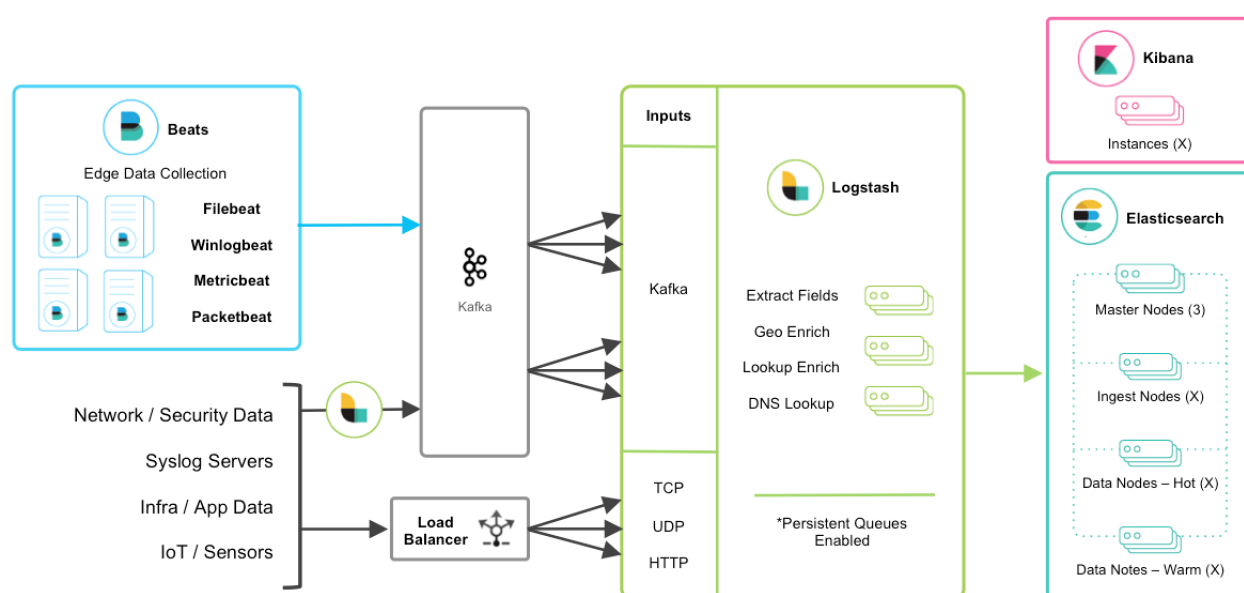 Beats
Edge Data Collection
Filebeat
Winlogbeat
Metricbeat
Packetbeat
Network / Security Data
Syslog Servers
Infra / App Data
IoT / Sensors
Kafka
Load
Balancer
Inputs
Kafka
TCP
UDP
HTTP
Logstash
Extract Fields
Geo Enrich
Lookup Enrich
DNS Lookup
*Persistent Queues
Enabled
Kibana
Instances (X)
Elasticsearch
Master Nodes (3)
Ingest Nodes (X)
Data Nodes – Hot (X)
Data Notes – Warm (X)